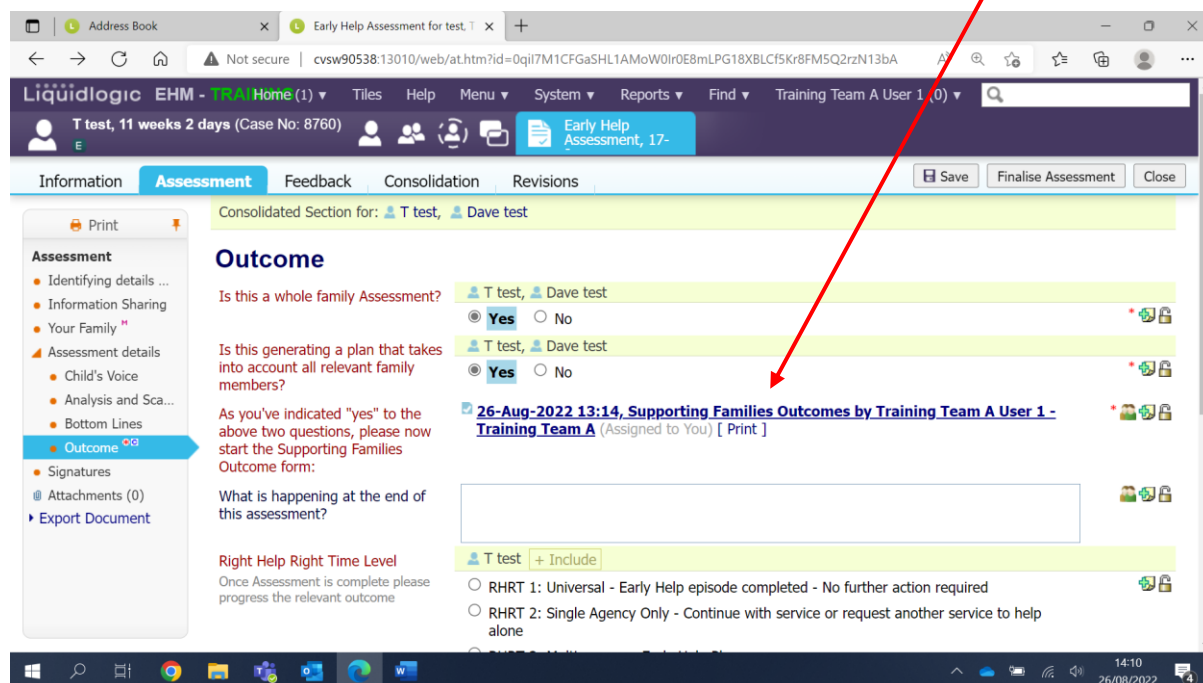 Address Book
Early Help Assessment for test, T
Not secure | cvsw90538:13010/web/at.htm?id=0qiI7M1CFGaSHL1AMoW0Ir0E8mLPG18XBLCf5Kr8FM5Q2rzN13bA
Liquidlogic EHM - TRAI Home (1) Tiles Help Menu System Reports Find Training Team A User 1 (0)
T test, 11 weeks 2 days (Case No: 8760)
E
Early Help
Assessment, 17-
Information Assessment Feedback Consolidation Revisions Save Finalise Assessment Close
Print
Consolidated Section for: T test, Dave test
Assessment
Identifying details ...
Information Sharing
Your Family M
Assessment details
Child's Voice
Analysis and Sca...
Bottom Lines
Outcome
Signatures
Attachments (0)
Export Document
Outcome
Is this a whole family Assessment?
T test, Dave test
Yes No
*
Is this generating a plan that takes
into account all relevant family
members?
T test, Dave test
Yes No
*
As you've indicated "yes" to the
above two questions, please now
start the Supporting Families
Outcome form:
26-Aug-2022 13:14, Supporting Families Outcomes by Training Team A User 1 -
Training Team A (Assigned to You) [ Print ]
*
What is happening at the end of
this assessment?
Right Help Right Time Level
Once Assessment is complete please
progress the relevant outcome
T test + Include
RHRT 1: Universal - Early Help episode completed - No further action required
RHRT 2: Single Agency Only - Continue with service or request another service to help
alone
14:10
26/08/2022
4